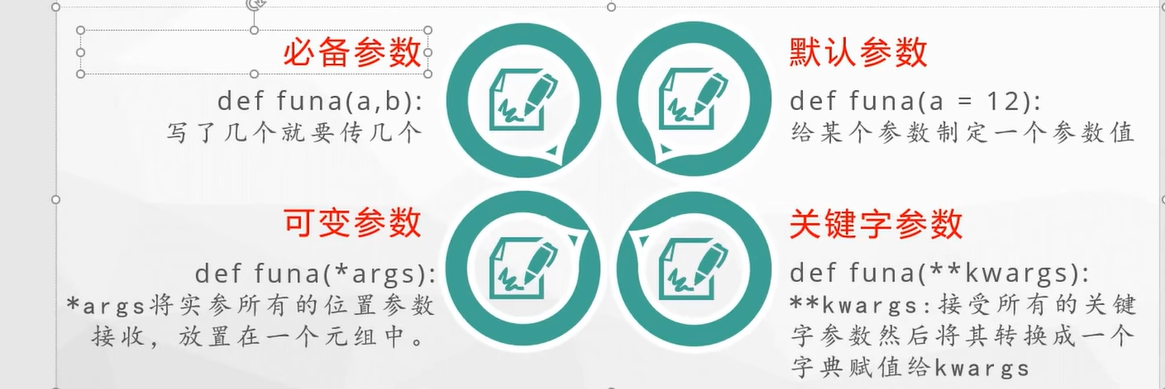 必备参数
def funa(a,b):
写了几个就要传几个
默认参数
def funa(a = 12):
给某个参数制定一个参数值
可变参数
def funa(*args):
*args将实参所有的位置参数
接收，放置在一个元组中。
关键字参数
def funa(**kwargs):
**kwargs:接受所有的关键
字参数然后将其转换成一个
字典赋值给kwargs